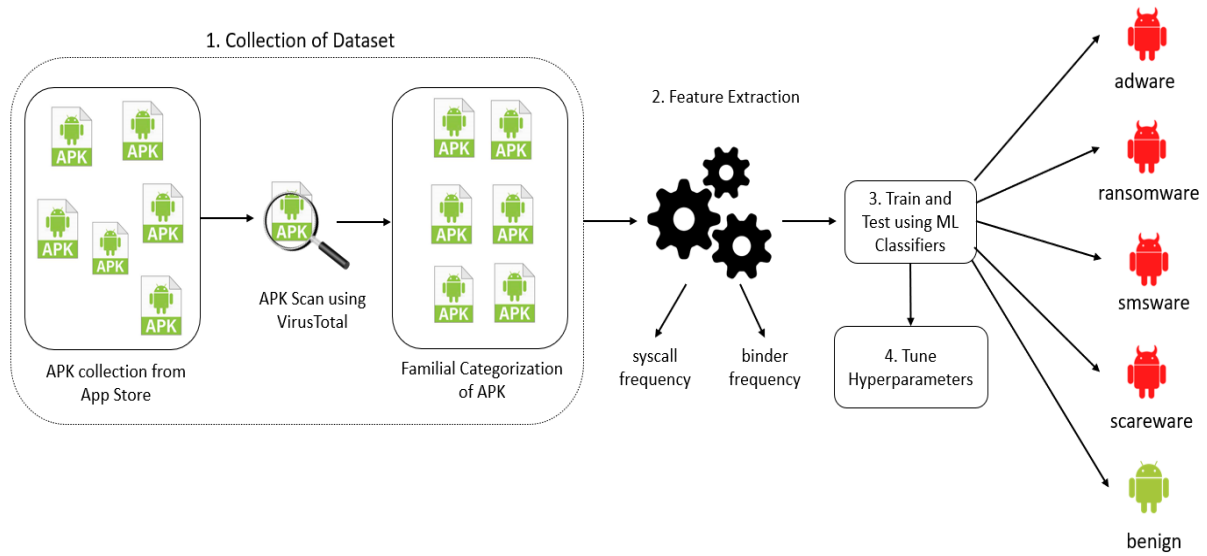 1. Collection of Dataset
APK
APK
APK
APK
APK
APK
APK collection from
App Store
APK
APK Scan using
VirusTotal
APK
APK
APK
APK
APK
APK
Familial Categorization
of APK
2. Feature Extraction
syscall
frequency
binder
frequency
3. Train and
Test using ML
Classifiers
4. Tune
Hyperparameters
adware
ransomware
smsware
scareware
benign